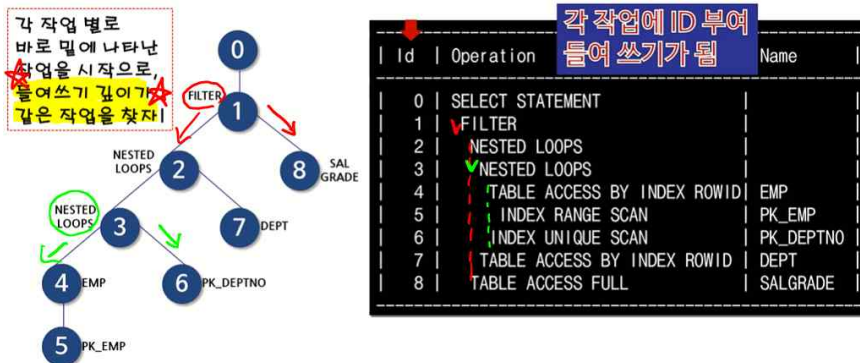 각 작업 별로
바로 밑에 나타난
작업을 시작으로,
들여쓰기 깊이가
같은 작업을 찾자!
0
FILTER
1
NESTED
LOOPS
2
8
SAL
GRADE
NESTED
LOOPS
3
7
DEPT
4
EMP
6
PK_DEPTNO
5
PK_EMP
각 작업에 ID 부여
들여 쓰기가 됨
| Id | Operation | Name |
| 0 | SELECT STATEMENT | |
| 1 | FILTER | |
| 2 | NESTED LOOPS | |
| 3 | NESTED LOOPS | |
| 4 | TABLE ACCESS BY INDEX ROWID| EMP |
| 5 | INDEX RANGE SCAN | PK_EMP |
| 6 | INDEX UNIQUE SCAN | PK_DEPTNO |
| 7 | TABLE ACCESS BY INDEX ROWID | DEPT |
| 8 | TABLE ACCESS FULL | SALGRADE |